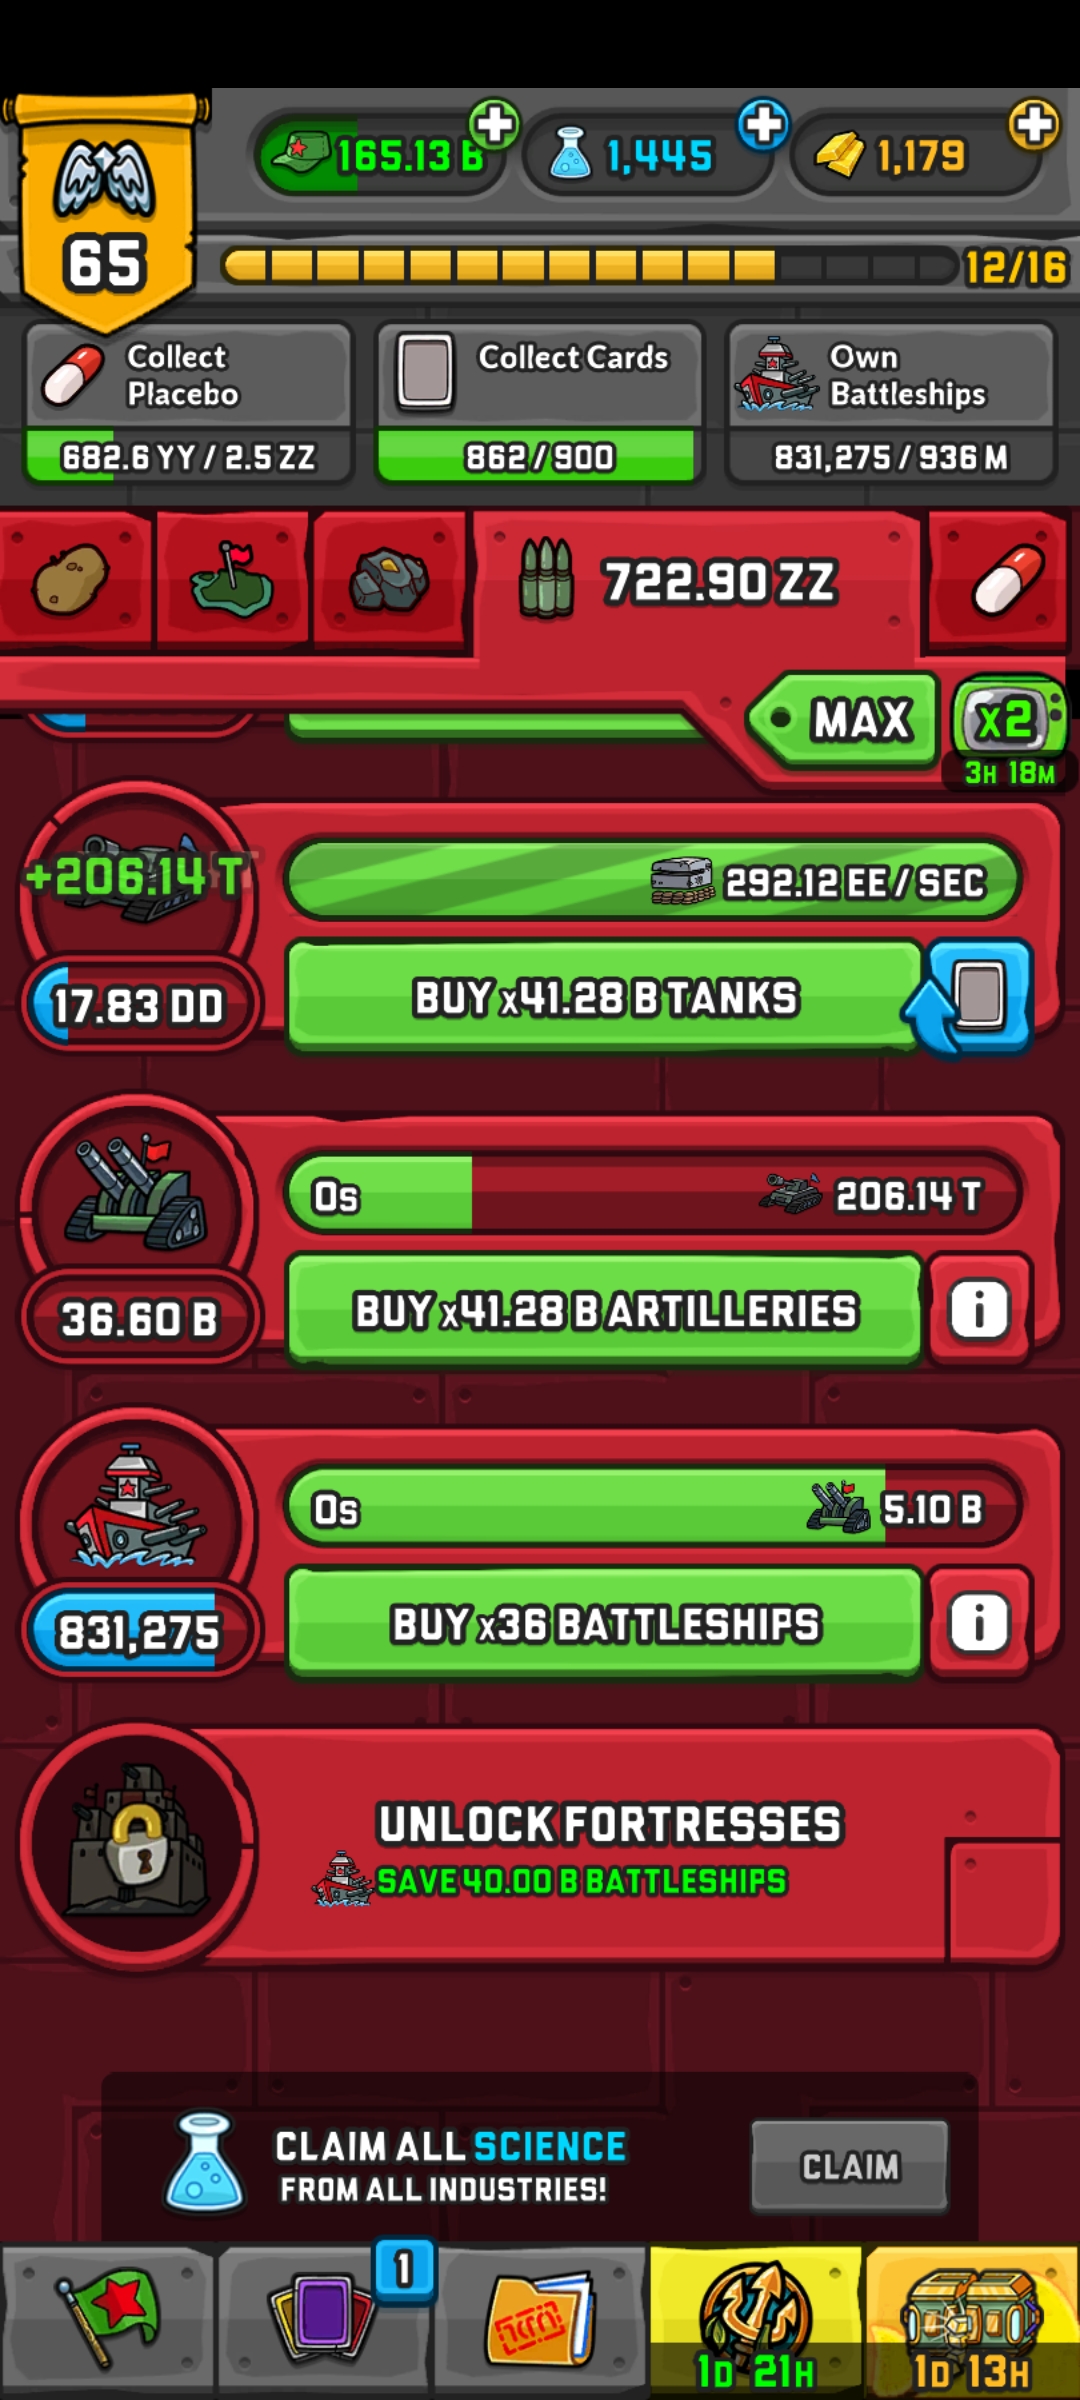 65
165.13 B
1,445
1,179
12/16
Collect
Placebo
682.6 YY / 2.5 ZZ
Collect Cards
862/900
Own
Battleships
831,275 / 936 M
722.90 ZZ
MAX
x2
3H 18M
+206.14 T
292.12 EE / SEC
17.83 DD
BUY x41.28 B TANKS
0s
206.14 T
36.60 B
BUY x41.28 B ARTILLERIES
i
0s
5.10 B
831,275
BUY x36 BATTLESHIPS
i
UNLOCK FORTRESSES
SAVE 40.00 B BATTLESHIPS
CLAIM ALL SCIENCE
FROM ALL INDUSTRIES!
CLAIM
1
1D 21H
1D 13H